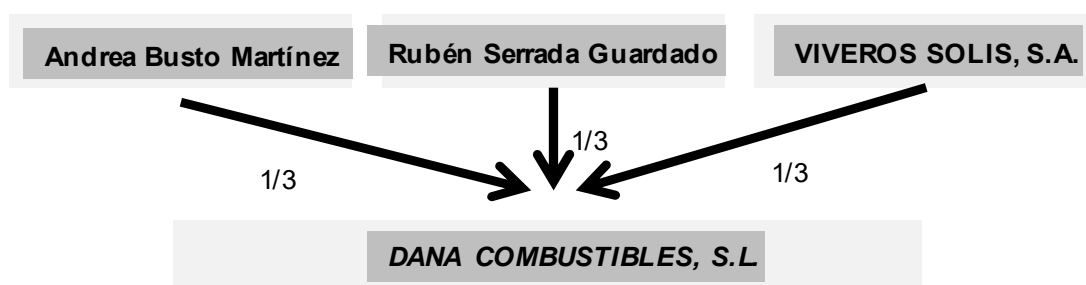 Andrea Busto Martínez
Rubén Serrada Guardado
VIVEROS SOLIS, S.A.
1/3
1/3
1/3
DANA COMBUSTIBLES, S.L.